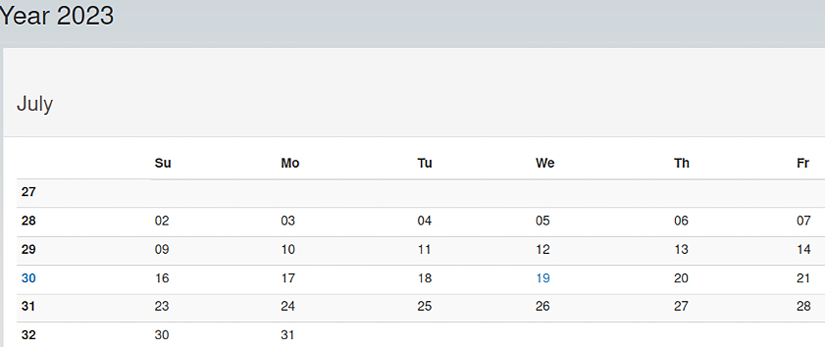 Year 2023
July
Su Mo Tu We Th Fr
27
28 02 03 04 05 06 07
29 09 10 11 12 13 14
30 16 17 18 19 20 21
31 23 24 25 26 27 28
32 30 31